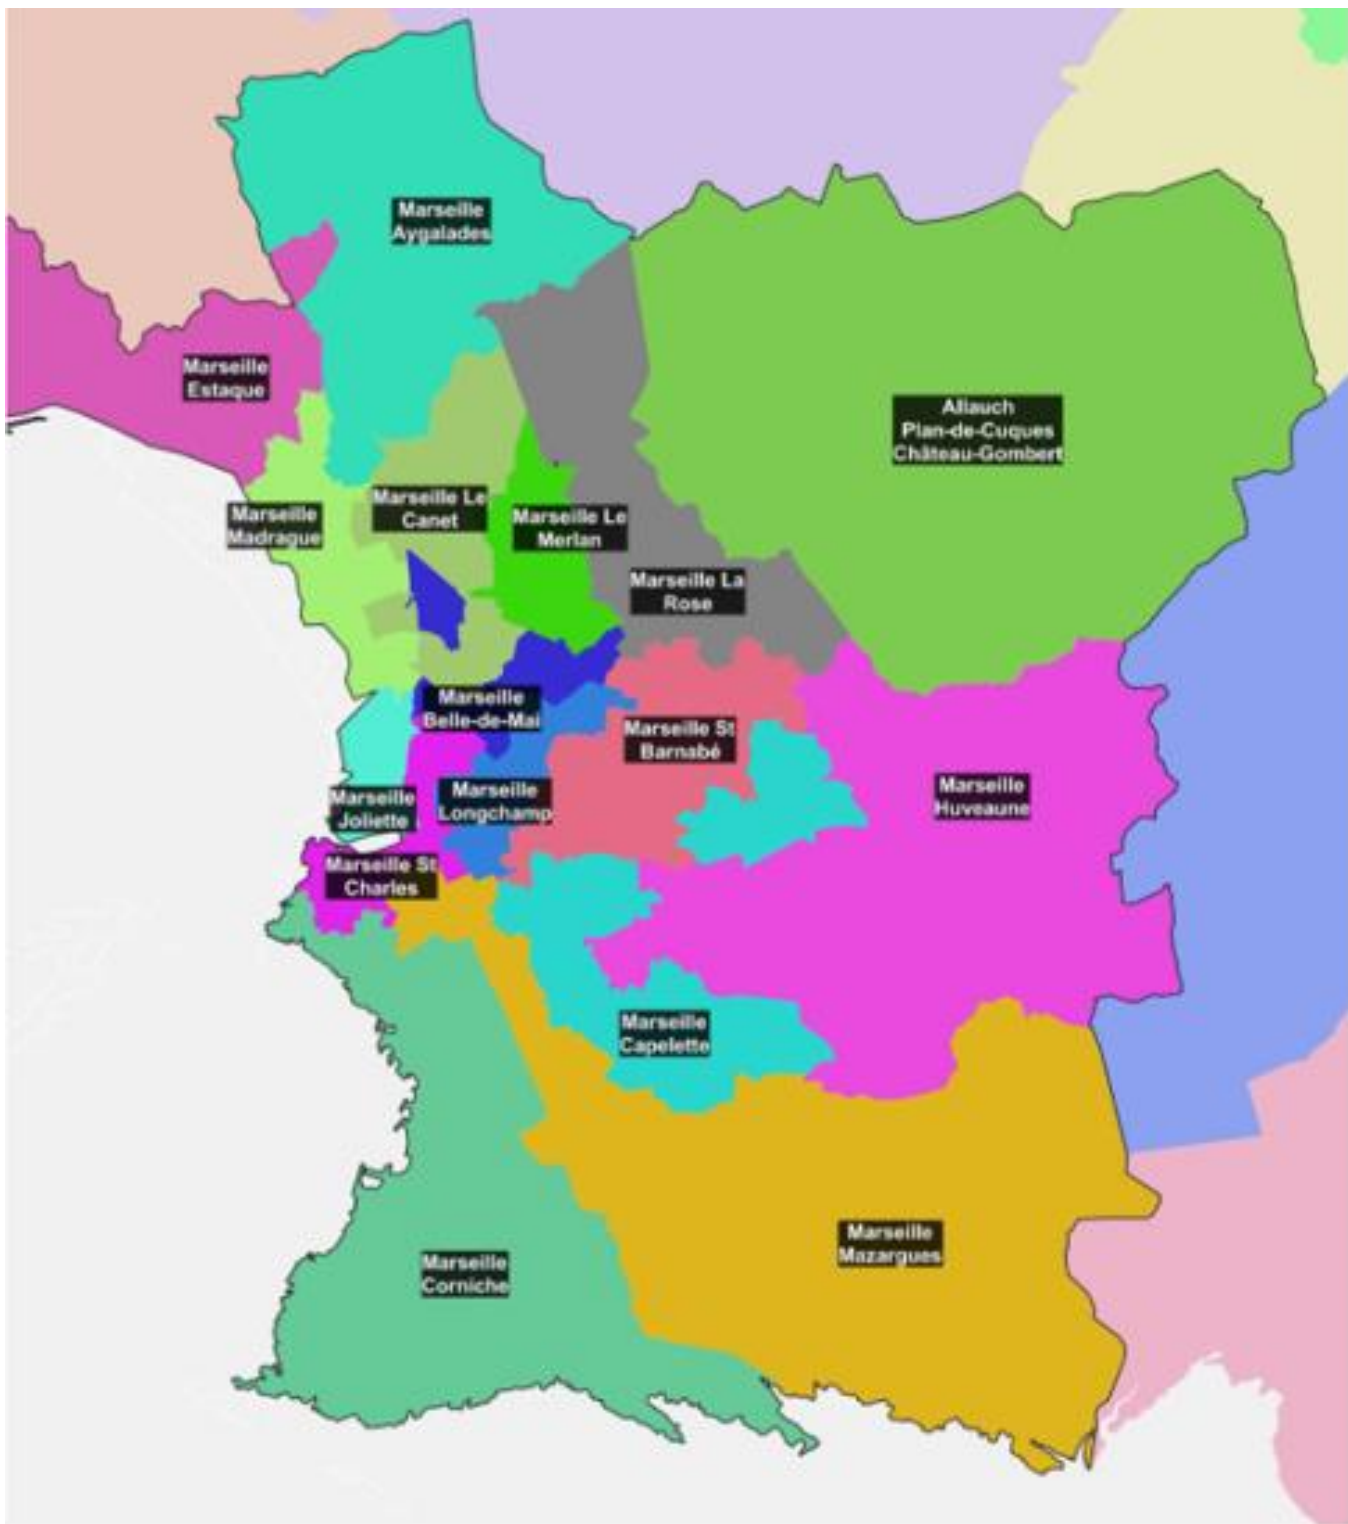 Marseille
Aygalades
Marseille
Estaque
Allauch
Plan-de-Cuques
Château-Gombert
Marseille Le
Canet
Marseille
Madrague
Marseille Le
Merlan
Marseille La
Rose
Marseille
Belle-de-Mai
Marseille St
Barnabé
Marseille
Huveaune
Marseille
Longchamp
Marseille
Joliette
Marseille St
Charles
Marseille
Capelette
Marseille
Mazargues
Marseille
Corniche